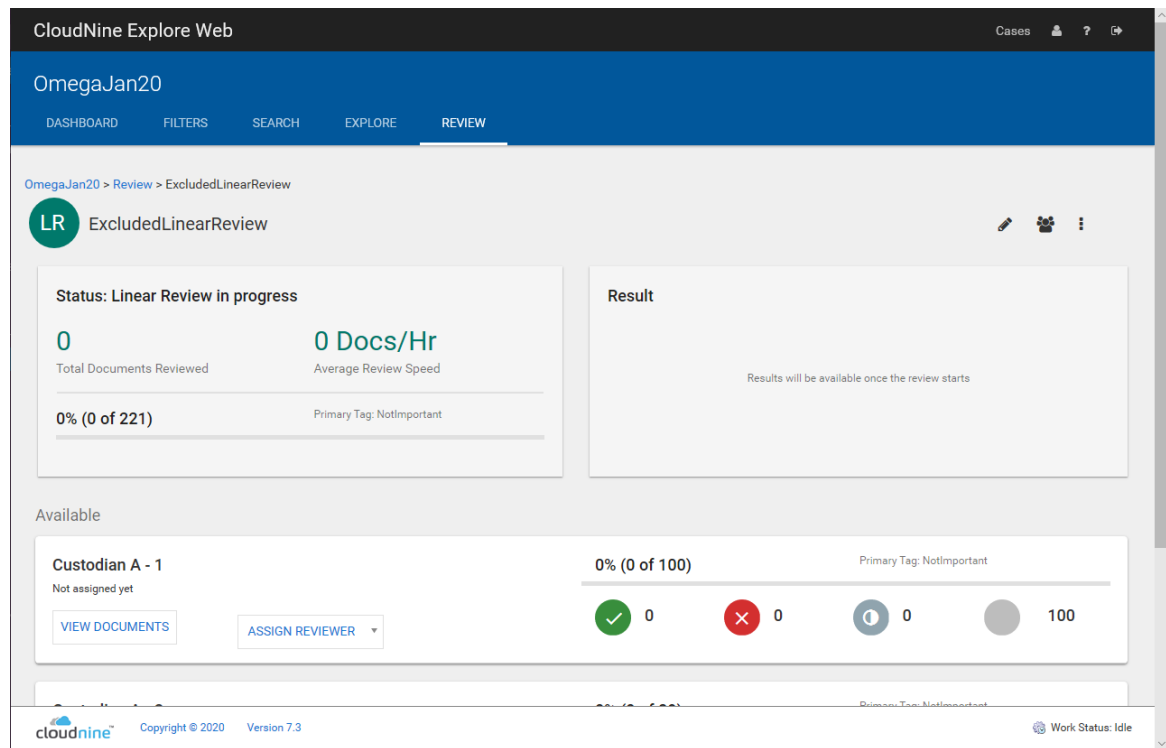 CloudNine Explore Web
Cases ?
OmegaJan20
DASHBOARD FILTERS SEARCH EXPLORE REVIEW
OmegaJan20 > Review > ExcludedLinearReview
LR ExcludedLinearReview
Status: Linear Review in progress
0 0 Docs/Hr
Total Documents Reviewed Average Review Speed
0% (0 of 221) Primary Tag: NotImportant
Result
Results will be available once the review starts
Available
Custodian A - 1
Not assigned yet
VIEW DOCUMENTS ASSIGN REVIEWER
0% (0 of 100) Primary Tag: NotImportant
0 0 0 100
cloudnine™ Copyright © 2020 Version 7.3 Work Status: Idle